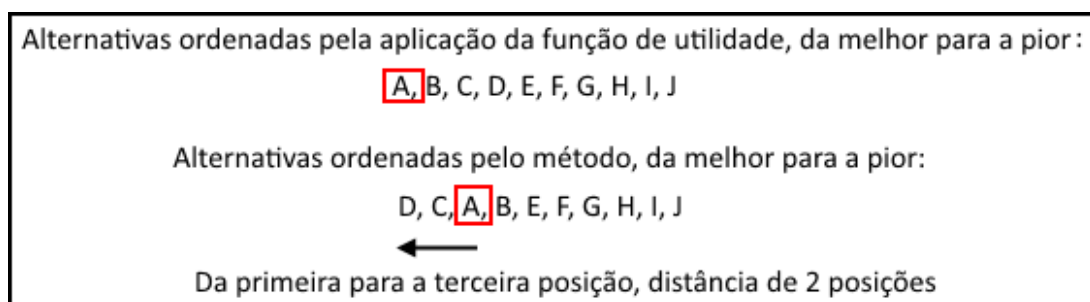 Alternativas ordenadas pela aplicação da função de utilidade, da melhor para a pior:
A, B, C, D, E, F, G, H, I, J
Alternativas ordenadas pelo método, da melhor para a pior:
D, C, A, B, E, F, G, H, I, J
Da primeira para a terceira posição, distância de 2 posições